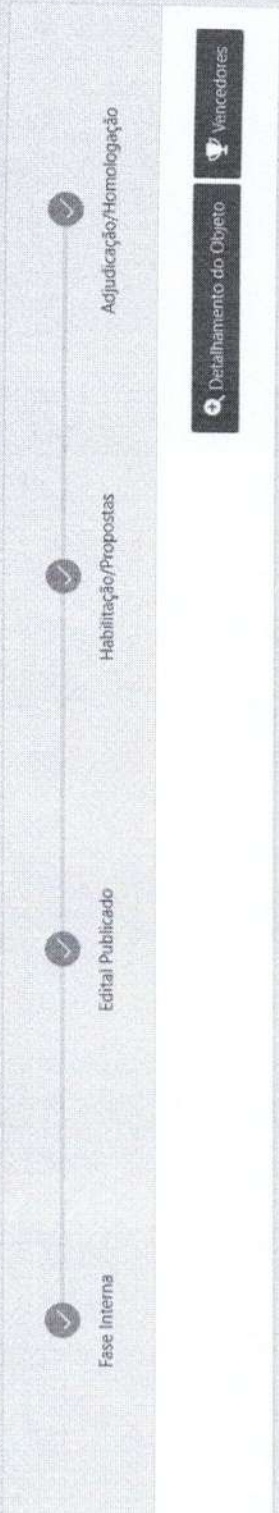 Fase Interna
Edital Publicado
Habilitação/Propostas
Adjudicação/Homologação
Detalhamento do Objeto
Vencedores